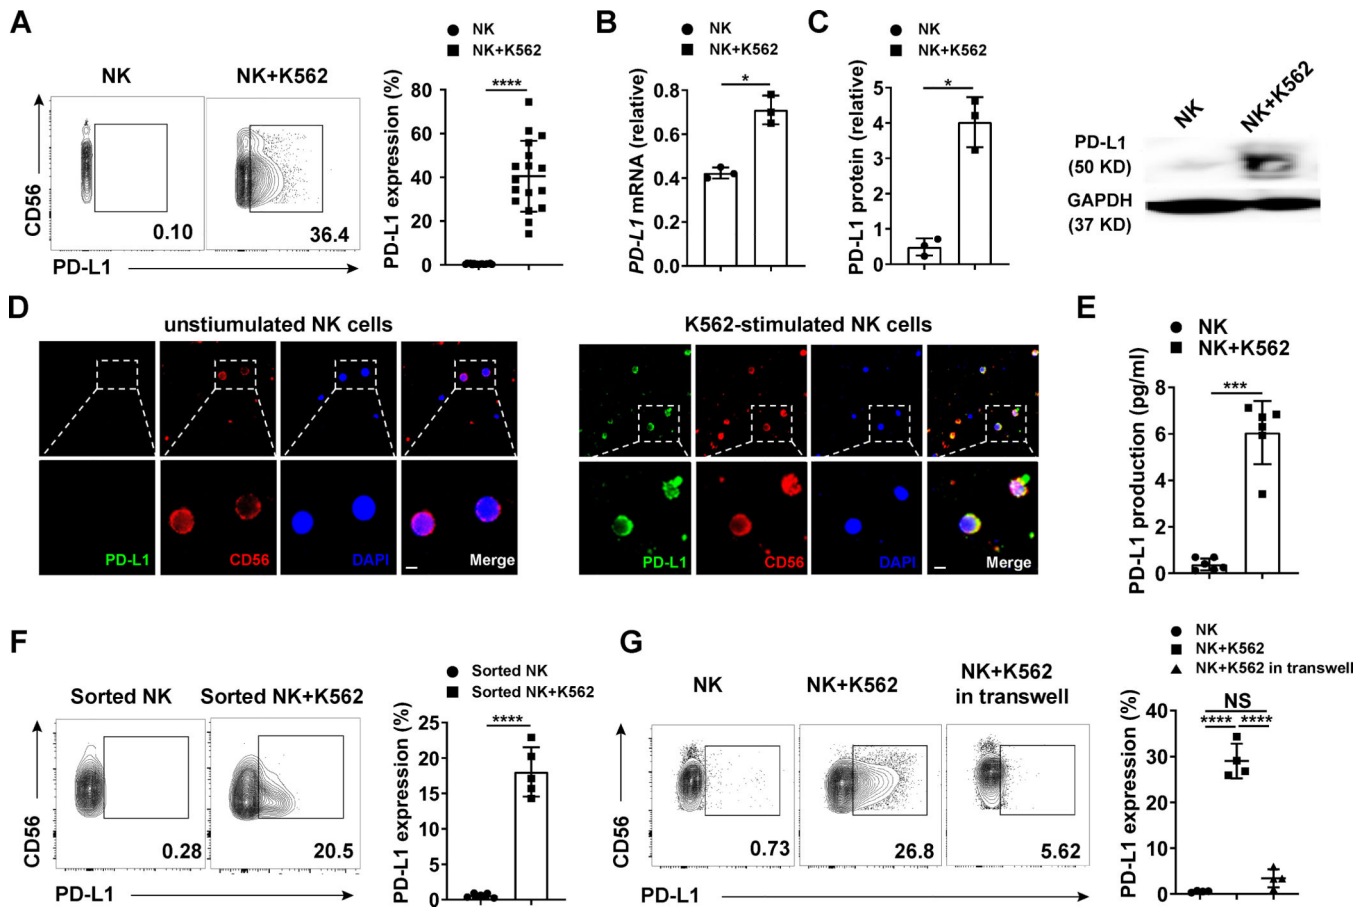 A
NK
NK+K562
CD56
0.10
36.4
PD-L1
NK
NK+K562
****
PD-L1 expression (%)
80
60
40
20
0
B
NK
NK+K562
*
PD-L1 mRNA (relative)
0.8
0.6
0.4
0.2
0.0
C
NK
NK+K562
*
PD-L1 protein (relative)
5
4
3
2
1
0
NK
NK+K562
PD-L1
(50 KD)
GAPDH
(37 KD)
D
unstiumulated NK cells
PD-L1
CD56
DAPI
Merge
K562-stimulated NK cells
PD-L1
CD56
DAPI
Merge
E
NK
NK+K562
***
PD-L1 production (pg/ml)
8
6
4
2
0
F
Sorted NK
Sorted NK+K562
CD56
0.28
20.5
PD-L1
Sorted NK
Sorted NK+K562
****
PD-L1 expression (%)
25
20
15
10
5
0
G
NK
NK+K562
NK+K562
in transwell
CD56
0.73
26.8
5.62
PD-L1
NK
NK+K562
NK+K562 in transwell
NS
**** ****
PD-L1 expression (%)
40
30
20
10
0